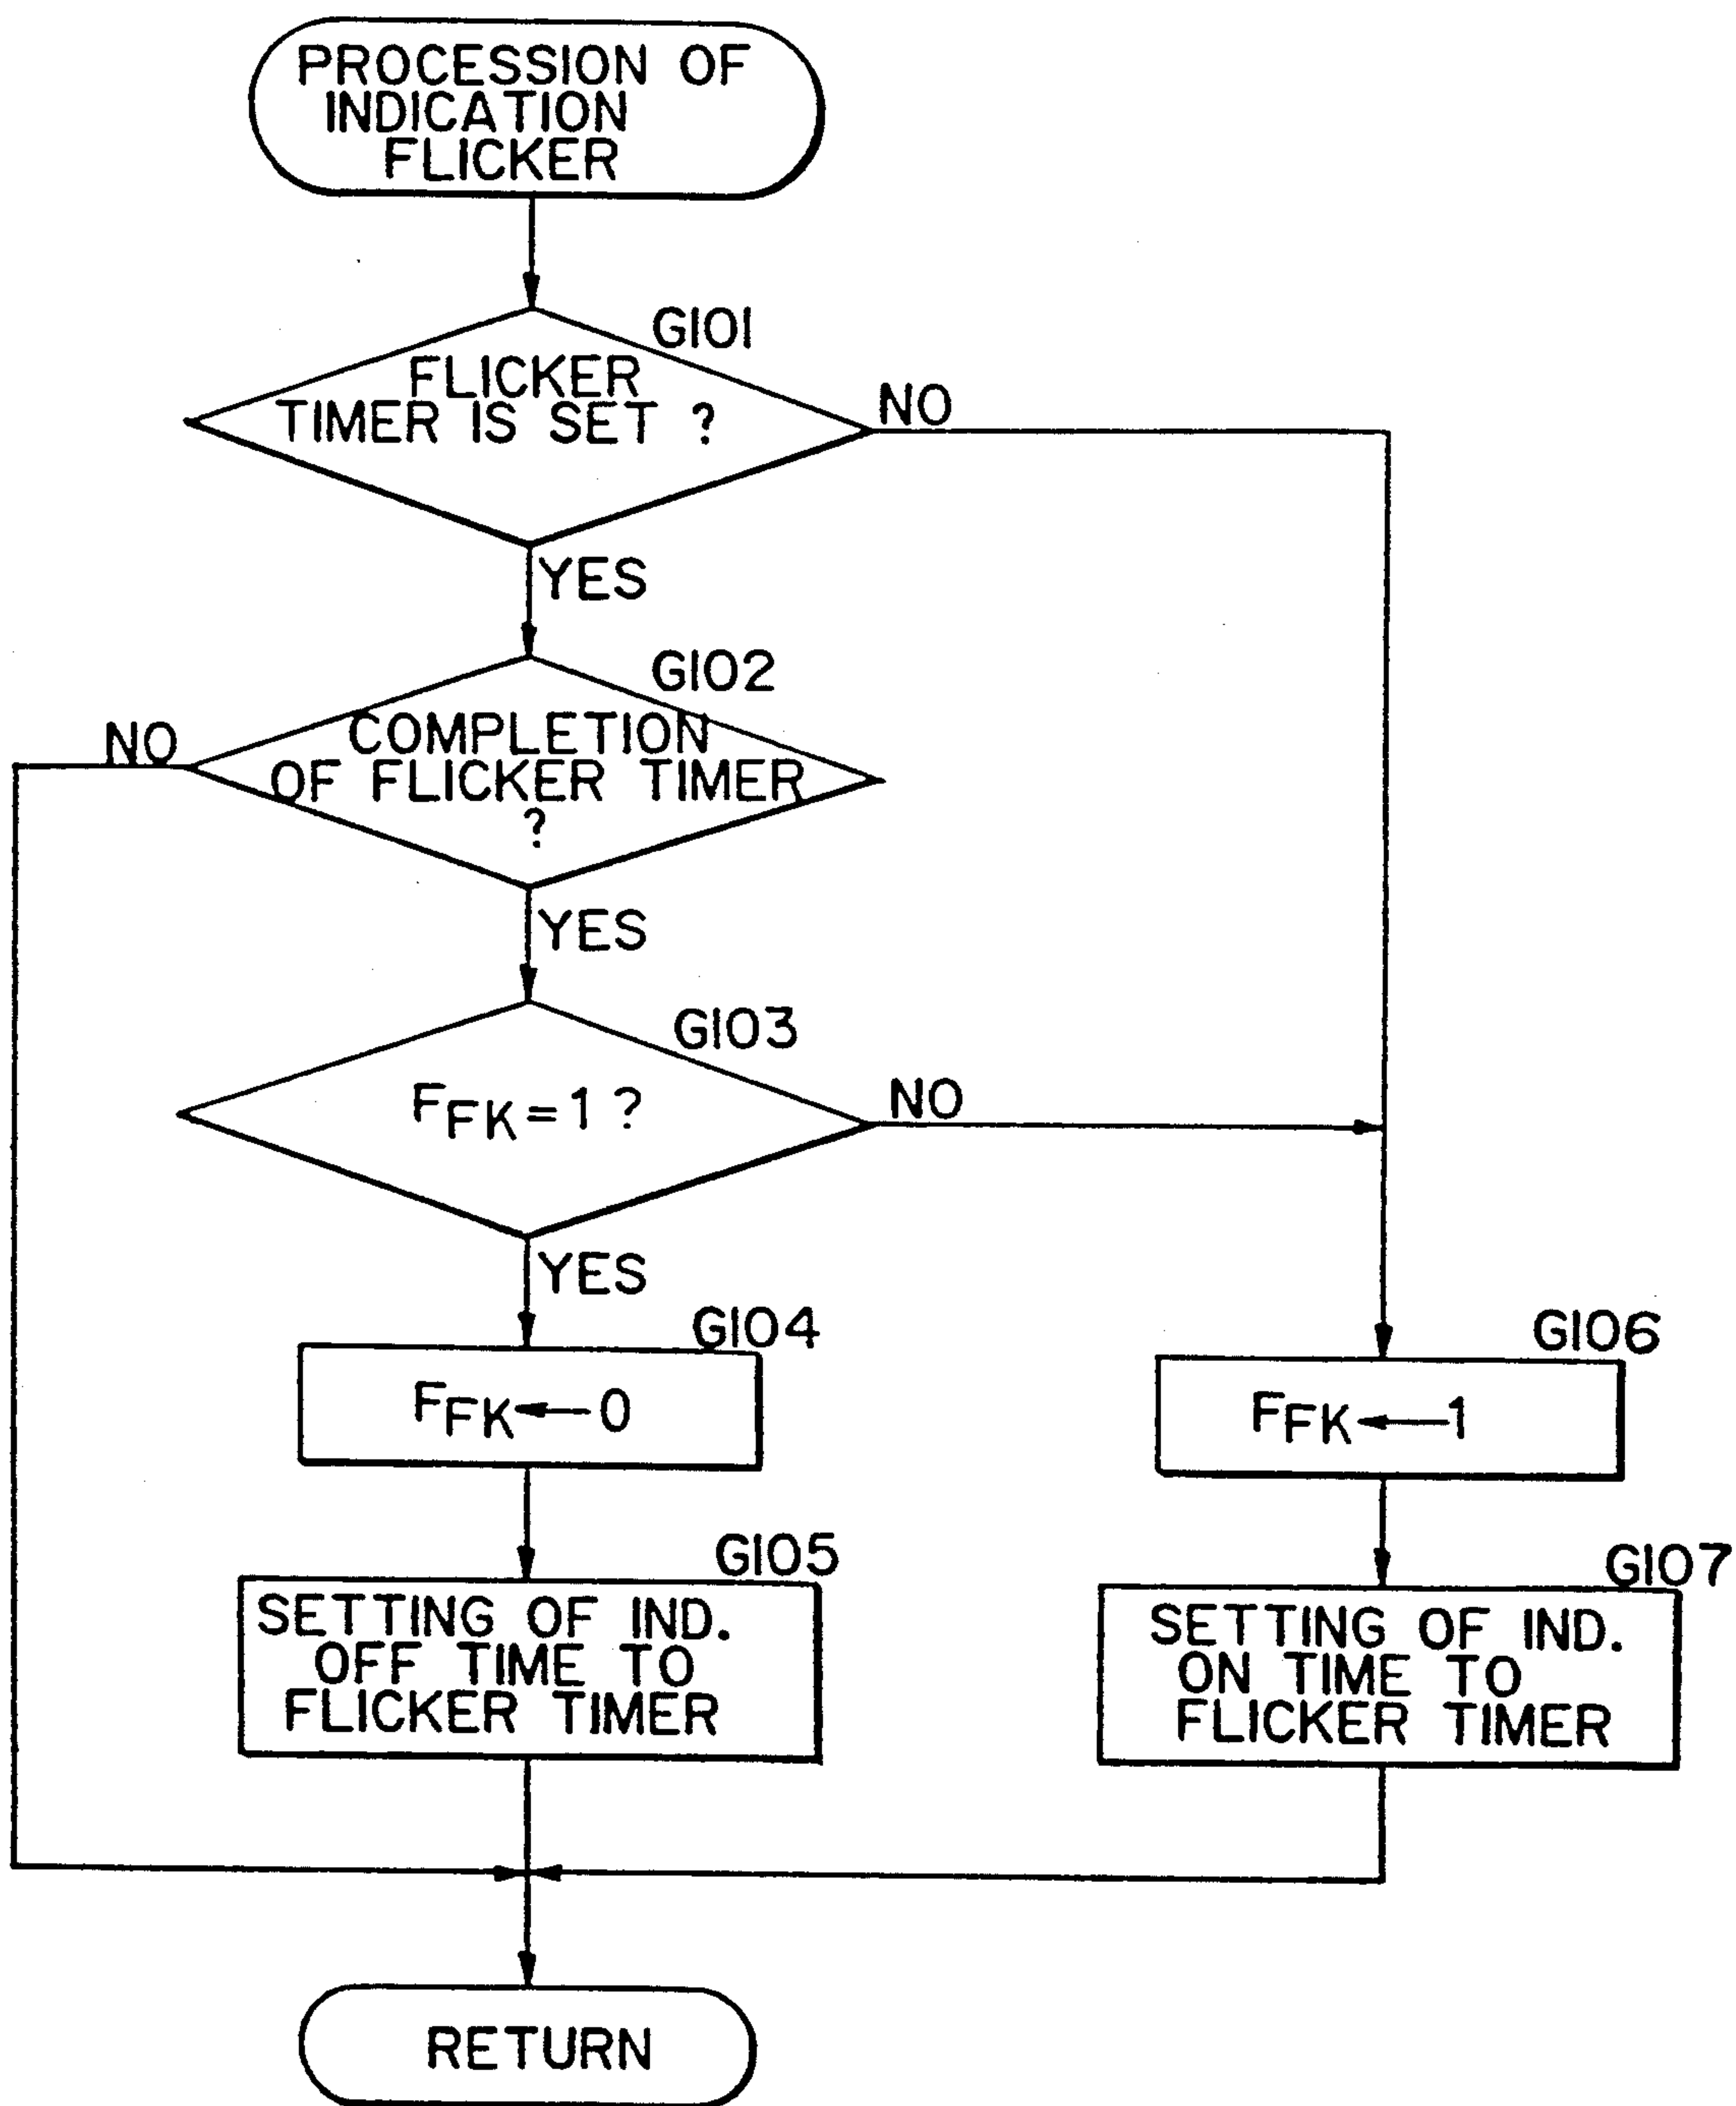 PROCESSION OF
INDICATION
FLICKER
G101
FLICKER
TIMER IS SET ?
NO
YES
G102
NO
COMPLETION
OF FLICKER TIMER
?
YES
G103
FFK=1 ?
NO
YES
G104
FFK←0
G106
FFK←1
G105
SETTING OF IND.
OFF TIME TO
FLICKER TIMER
G107
SETTING OF IND.
ON TIME TO
FLICKER TIMER
RETURN